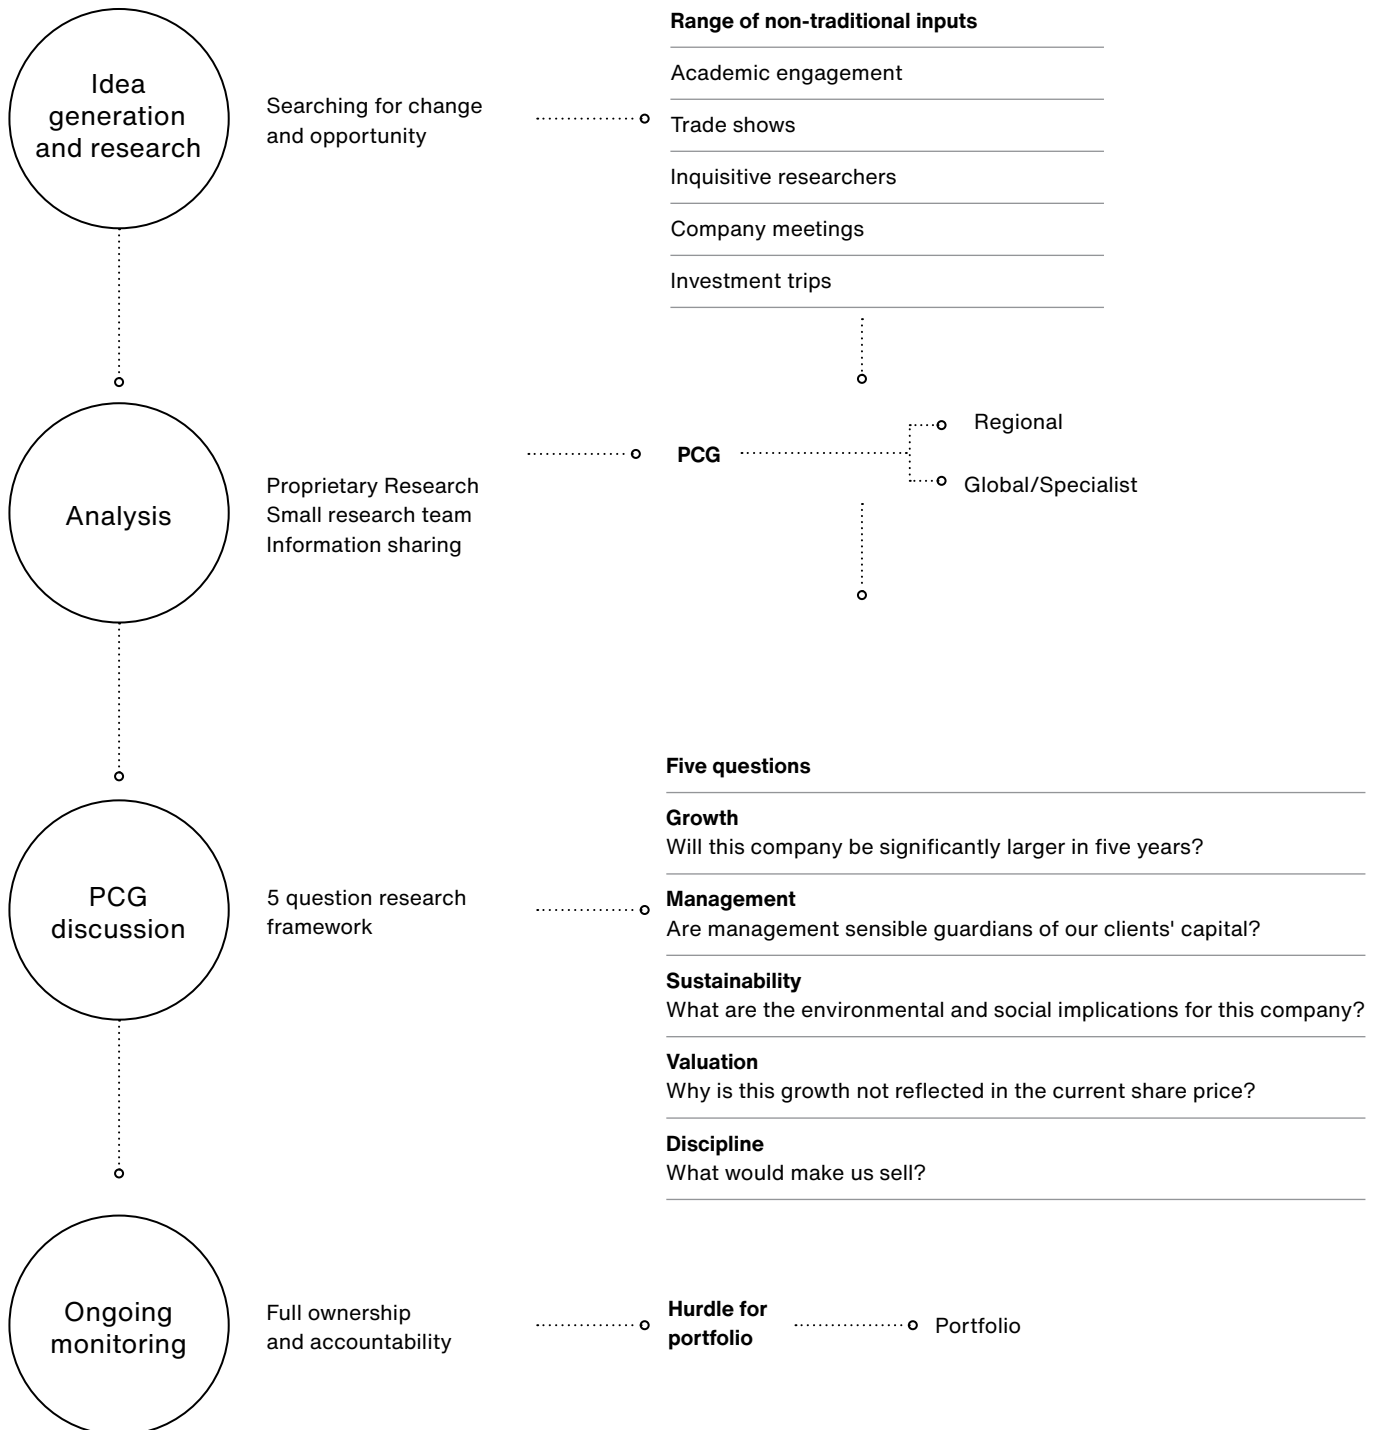 Idea
generation
and research
Searching for change
and opportunity
Range of non-traditional inputs
Academic engagement
Trade shows
Inquisitive researchers
Company meetings
Investment trips
Analysis
Proprietary Research
Small research team
Information sharing
PCG
Regional
Global/Specialist
PCG
discussion
5 question research
framework
Five questions
Growth
Will this company be significantly larger in five years?
Management
Are management sensible guardians of our clients' capital?
Sustainability
What are the environmental and social implications for this company?
Valuation
Why is this growth not reflected in the current share price?
Discipline
What would make us sell?
Ongoing
monitoring
Full ownership
and accountability
Hurdle for
portfolio
Portfolio